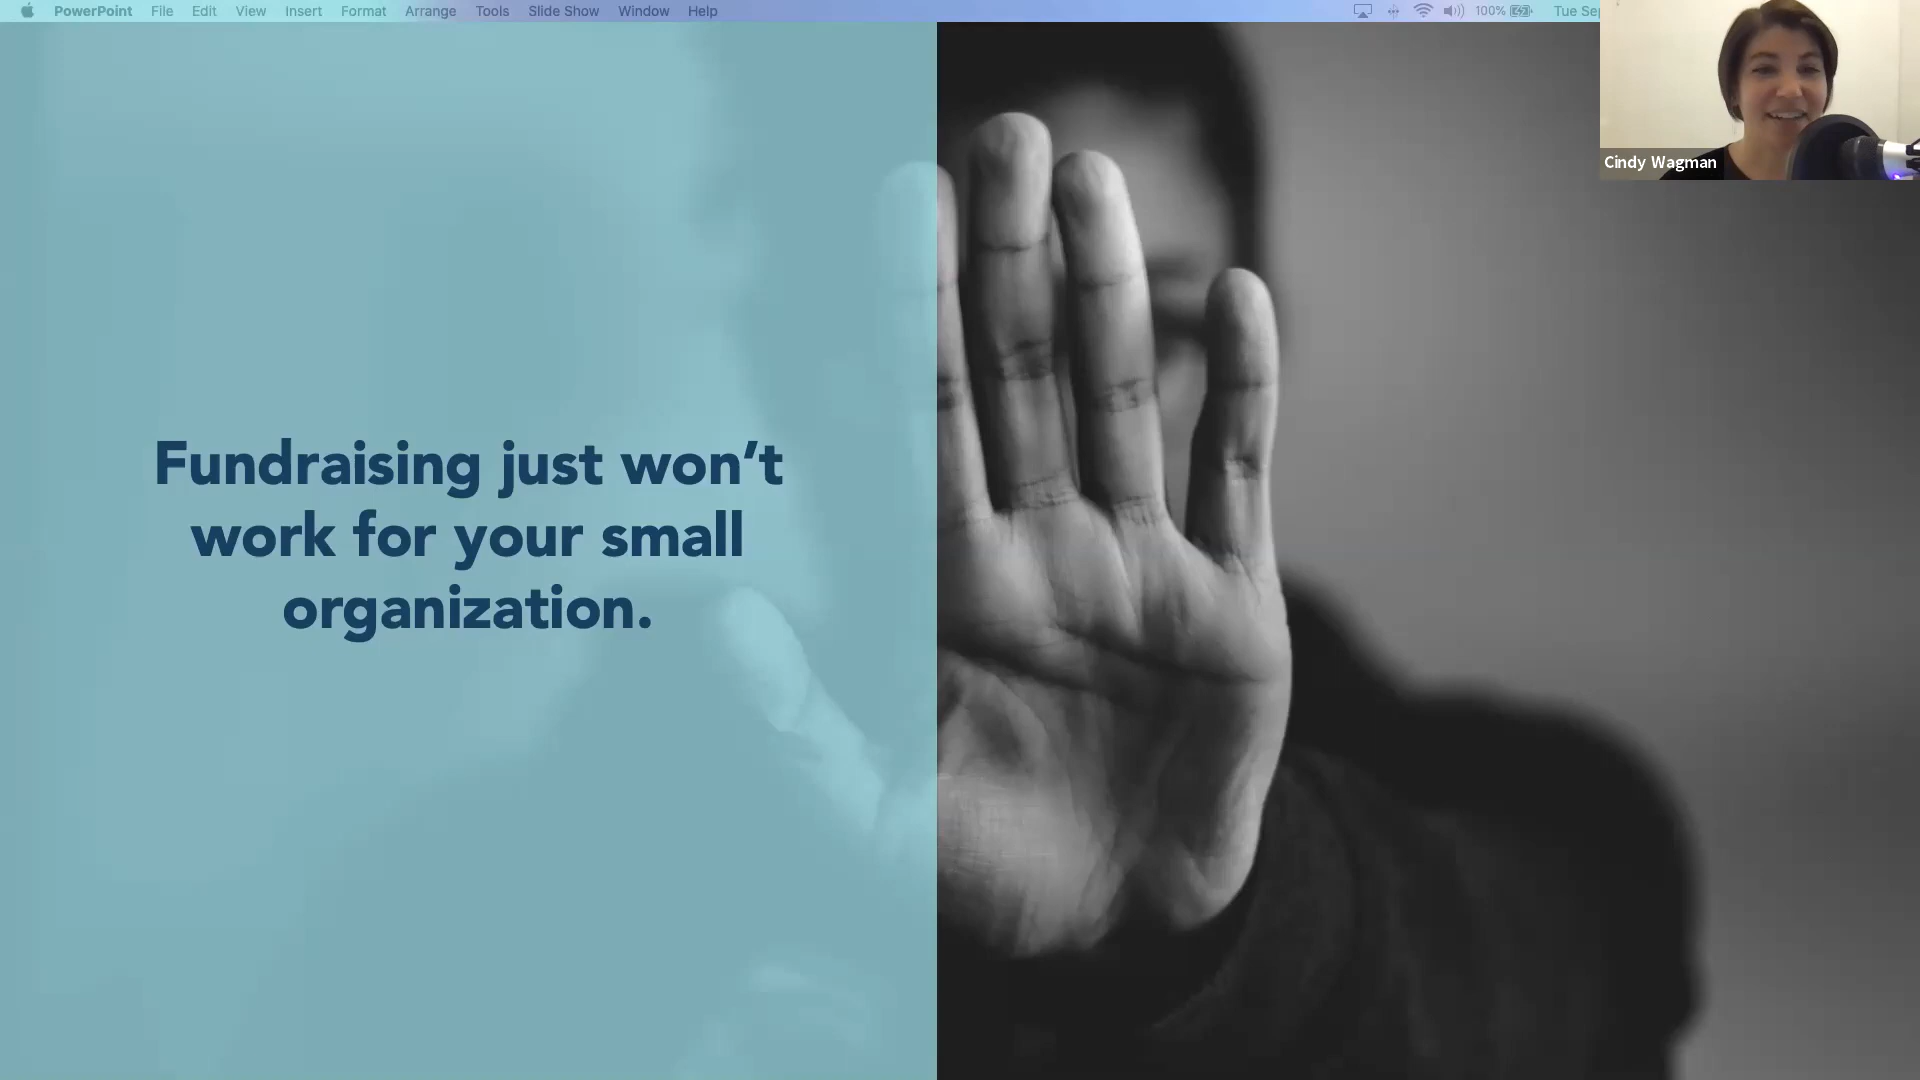 PowerPoint File Edit View Insert Format Arrange Tools Slide Show Window Help 100% Tue Sep
Cindy Wagman
Fundraising just won’t
work for your small
organization.